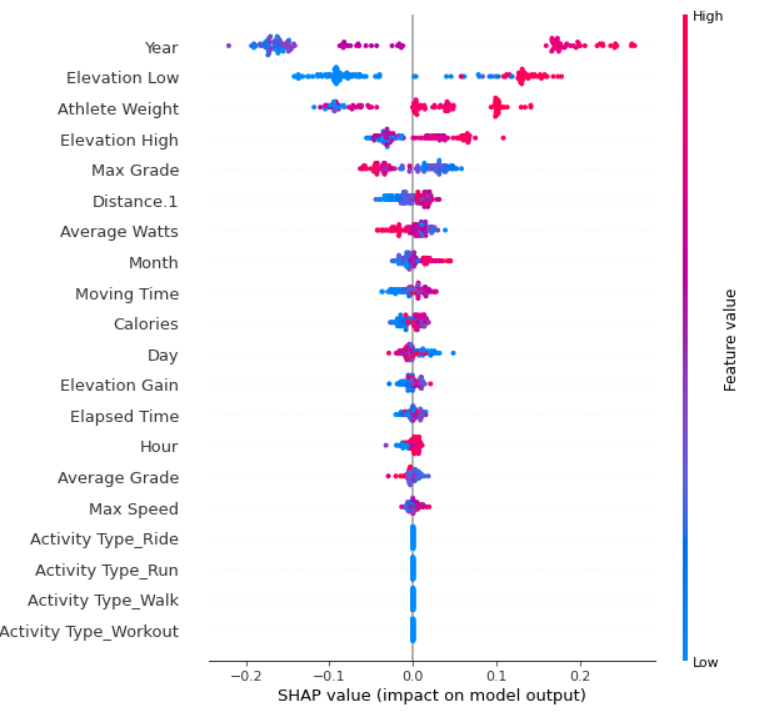 High
Year
Elevation Low
Athlete Weight
Elevation High
Max Grade
Distance.1
Average Watts
Month
Moving Time
Calories
Day
Elevation Gain
Elapsed Time
Hour
Average Grade
Max Speed
Activity Type_Ride
Activity Type_Run
Activity Type_Walk
Activity Type_Workout
Feature value
Low
−0.2 −0.1 0.0 0.1 0.2
SHAP value (impact on model output)